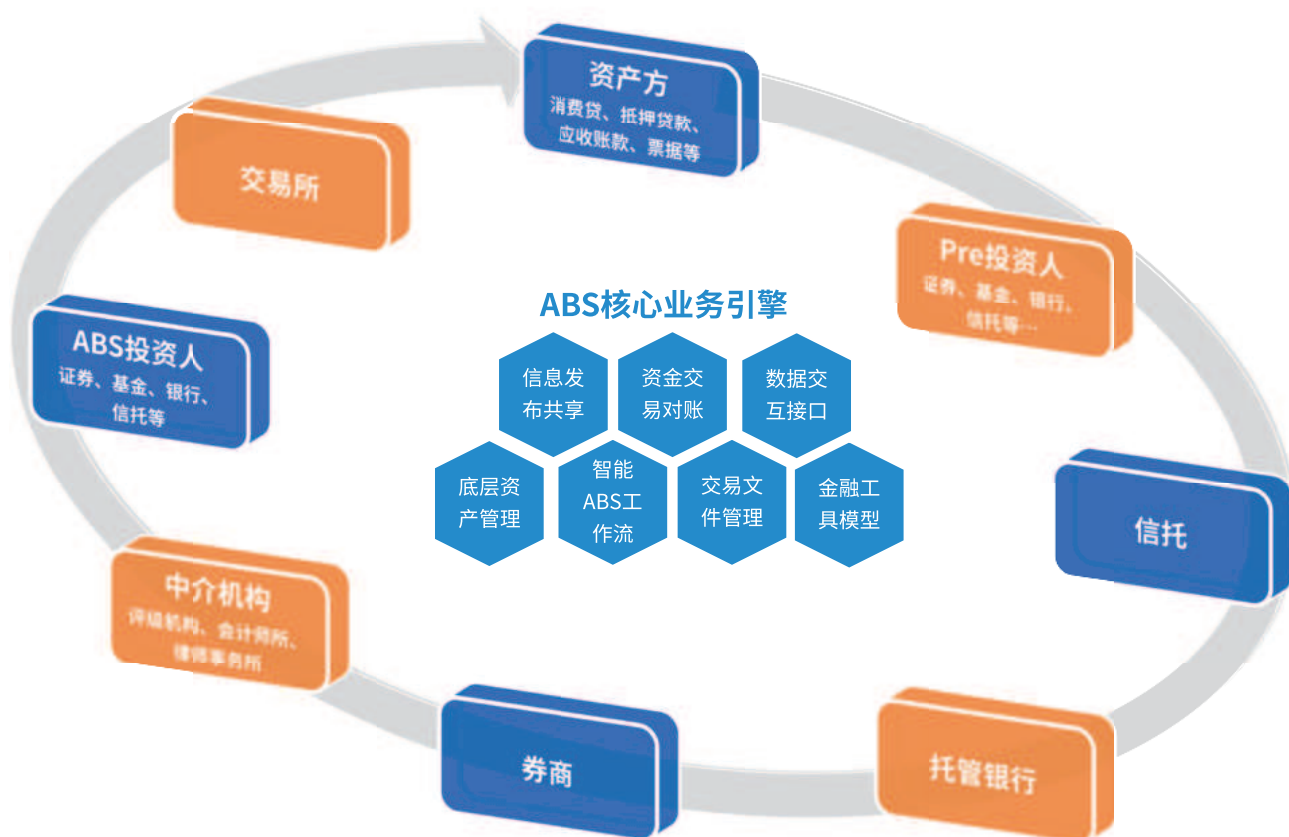 资产方
消费贷、抵押贷款、
应收账款、票据等
交易所
Pre投资人
证券、基金、银行、
信托等…
ABS核心业务引擎
ABS投资人
证券、基金、银行、
信托等
信息发
布共享
资金交
易对账
数据交
互接口
底层资
产管理
智能
ABS工
作流
交易文
件管理
金融工
具模型
信托
中介机构
评级机构、会计师所、
律师事务所
券商
托管银行